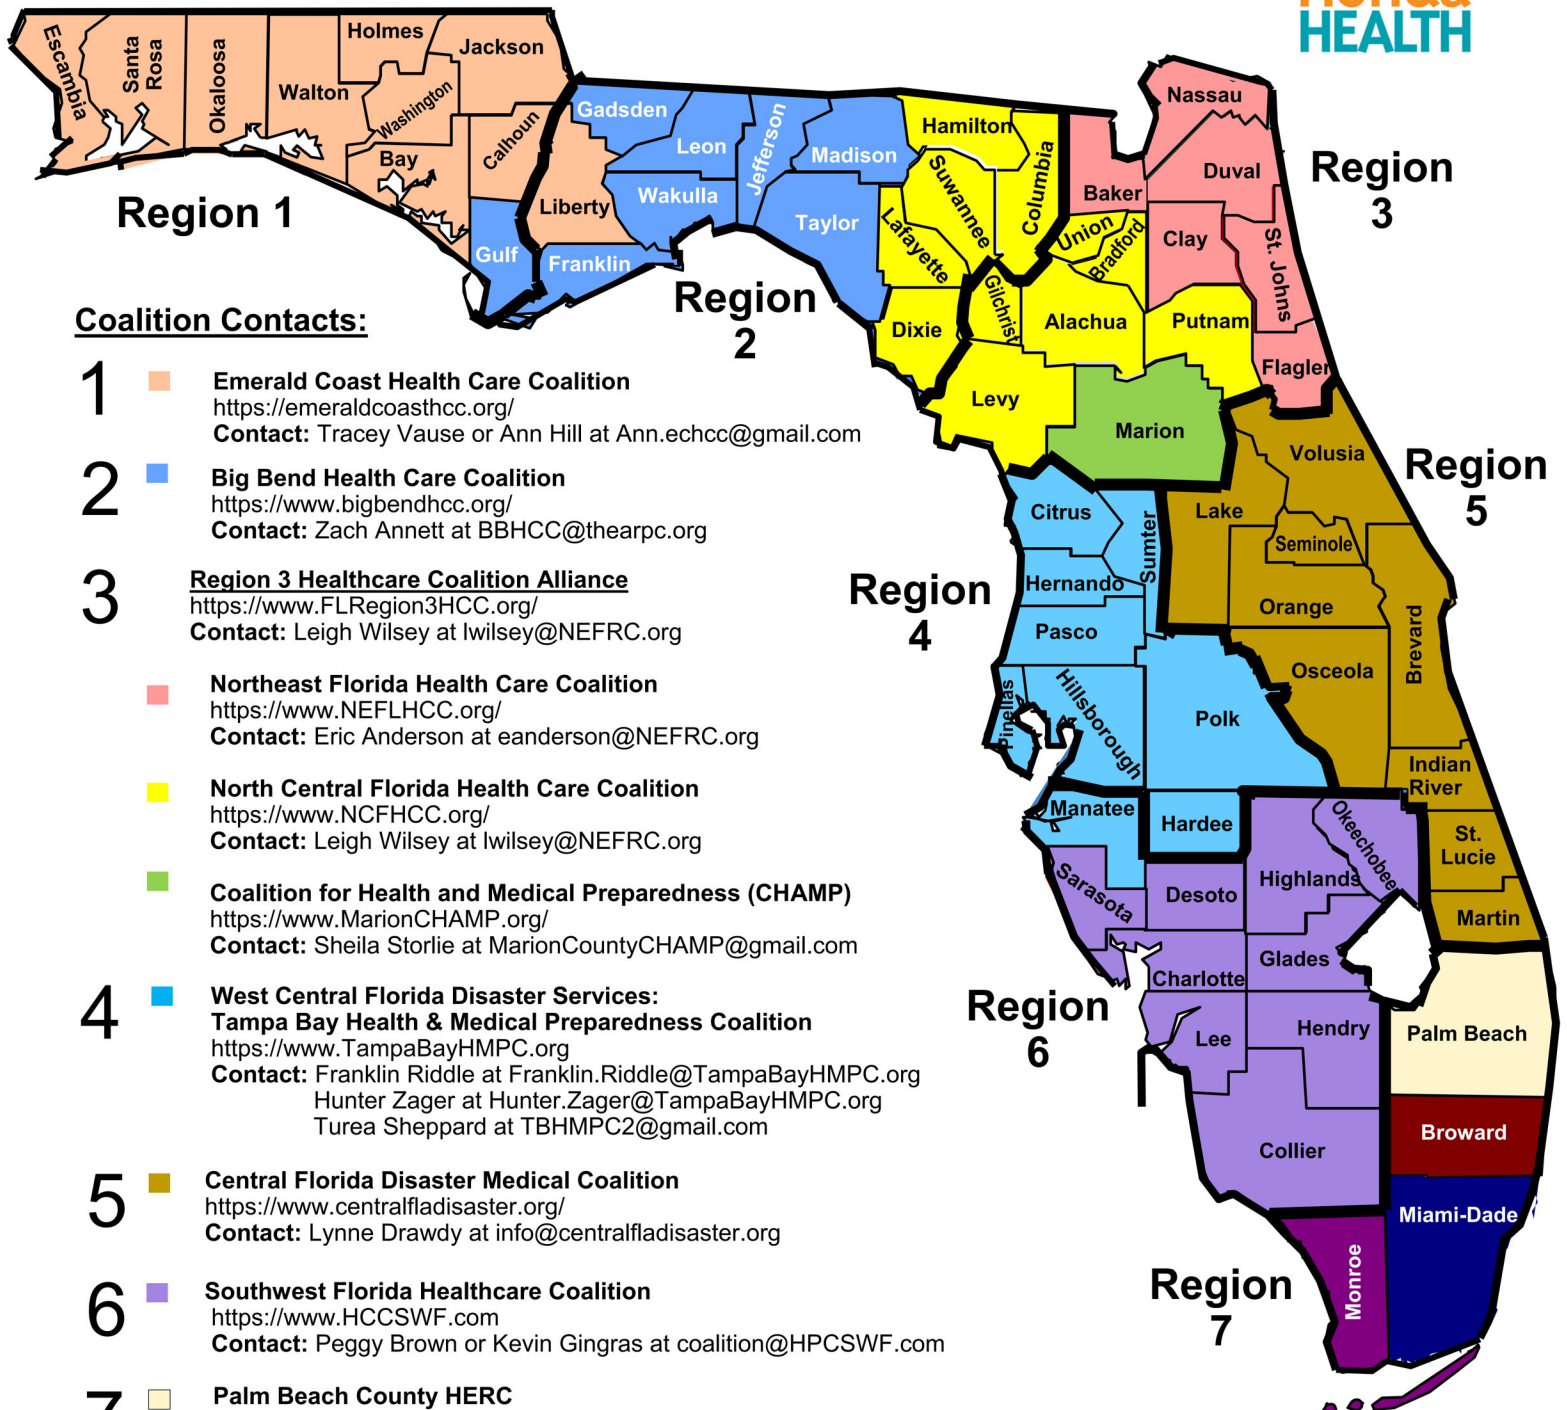 HEALTH
Escambia
Santa
Rosa
Okaloosa
Walton
Holmes
Washington
Jackson
Bay
Calhoun
Gulf
Liberty
Franklin
Gadsden
Leon
Wakulla
Jefferson
Madison
Taylor
Hamilton
Suwannee
Lafayette
Columbia
Dixie
Gilchrist
Union
Bradford
Alachua
Putnam
Levy
Marion
Nassau
Duval
Baker
Clay
St. Johns
Flagler
Region 1
Region
2
Region
3
Citrus
Sumter
Hernando
Pasco
Pinellas
Hillsborough
Polk
Manatee
Hardee
Region
4
Volusia
Lake
Seminole
Orange
Osceola
Brevard
Indian
River
St.
Lucie
Martin
Region
5
Okeechobee
Highlands
Sarasota
Desoto
Charlotte
Glades
Lee
Hendry
Collier
Region
6
Palm Beach
Broward
Miami-Dade
Monroe
Region
7
Coalition Contacts:
1
Emerald Coast Health Care Coalition
https://emeraldcoasthcc.org/
Contact: Tracey Vause or Ann Hill at Ann.echcc@gmail.com
2
Big Bend Health Care Coalition
https://www.bigbendhcc.org/
Contact: Zach Annett at BBHCC@thearpc.org
3
Region 3 Healthcare Coalition Alliance
https://www.FLRegion3HCC.org/
Contact: Leigh Wilsey at lwilsey@NEFRC.org
Northeast Florida Health Care Coalition
https://www.NEFLHCC.org/
Contact: Eric Anderson at eanderson@NEFRC.org
North Central Florida Health Care Coalition
https://www.NCFHCC.org/
Contact: Leigh Wilsey at lwilsey@NEFRC.org
Coalition for Health and Medical Preparedness (CHAMP)
https://www.MarionCHAMP.org/
Contact: Sheila Storlie at MarionCountyCHAMP@gmail.com
4
West Central Florida Disaster Services:
Tampa Bay Health & Medical Preparedness Coalition
https://www.TampaBayHMPC.org
Contact: Franklin Riddle at Franklin.Riddle@TampaBayHMPC.org
Hunter Zager at Hunter.Zager@TampaBayHMPC.org
Turea Sheppard at TBHMPC2@gmail.com
5
Central Florida Disaster Medical Coalition
https://www.centralfladisaster.org/
Contact: Lynne Drawdy at info@centralfladisaster.org
6
Southwest Florida Healthcare Coalition
https://www.HCCSWF.com
Contact: Peggy Brown or Kevin Gingras at coalition@HPCSWF.com
7
Palm Beach County HERC